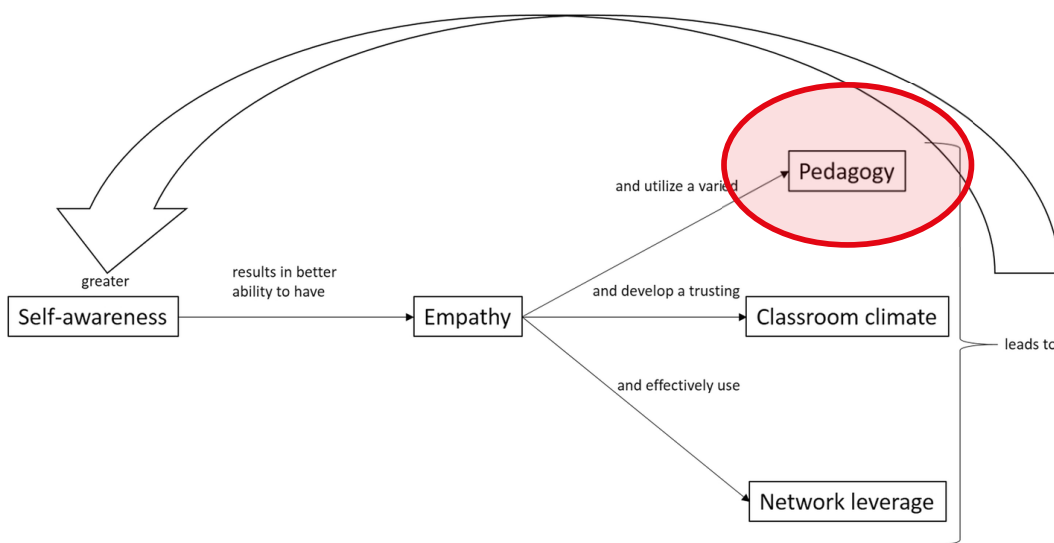 and utilize a varied
Pedagogy
greater
results in better
ability to have
and develop a trusting
Self-awareness
Empathy
Classroom climate
leads to
and effectively use
Network leverage